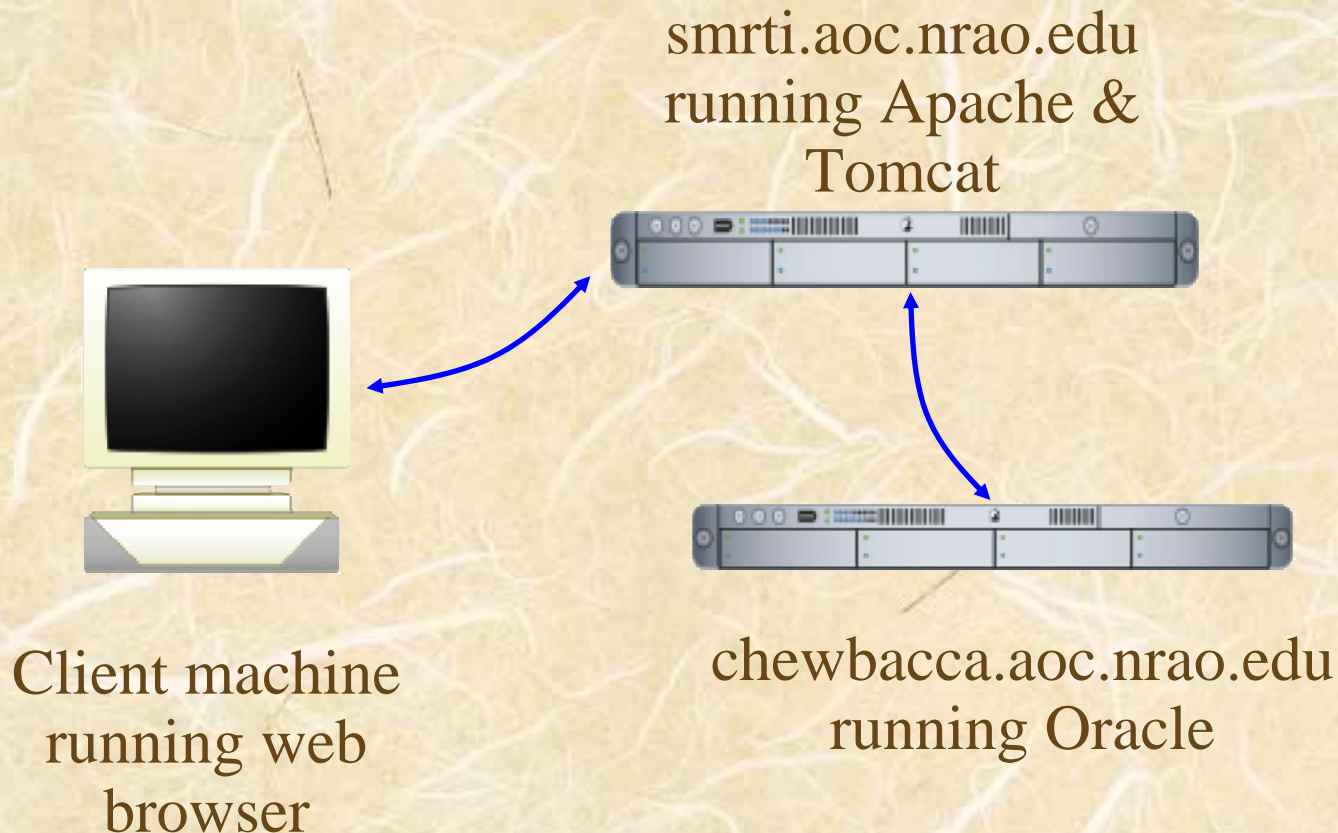 smrti.aoc.nrao.edu
running Apache &
Tomcat
Client machine
running web
browser
chewbacca.aoc.nrao.edu
running Oracle